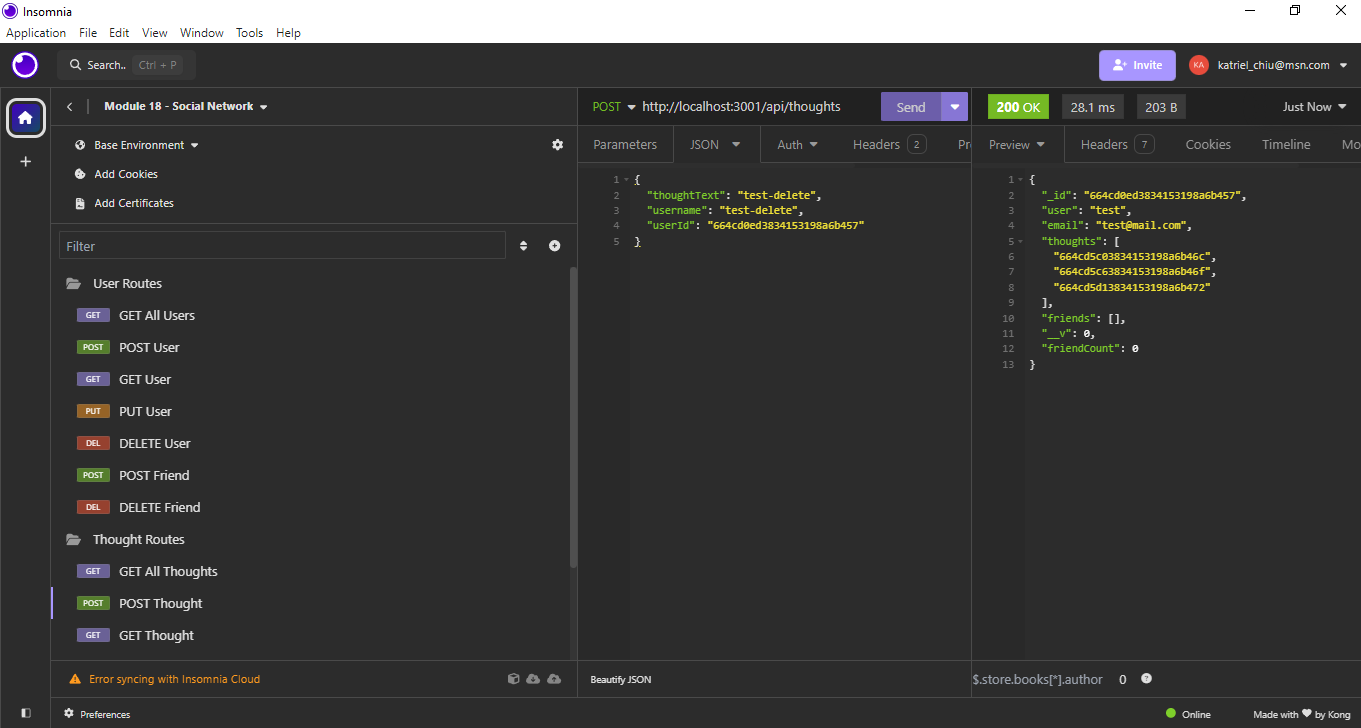 Insomnia
Application File Edit View Window Tools Help
Search.. Ctrl + P
Invite
KA katriel_chiu@msn.com
Module 18 - Social Network
Base Environment
Add Cookies
Add Certificates
Filter
User Routes
GET GET All Users
POST POST User
GET GET User
PUT PUT User
DEL DELETE User
POST POST Friend
DEL DELETE Friend
Thought Routes
GET GET All Thoughts
POST POST Thought
GET GET Thought
Error syncing with Insomnia Cloud
POST http://localhost:3001/api/thoughts Send
Parameters JSON Auth Headers 2 Pr
1 {
2 "thoughtText": "test-delete",
3 "username": "test-delete",
4 "userId": "664cd0ed3834153198a6b457"
5 }
Beautify JSON
200 OK 28.1 ms 203 B Just Now
Preview Headers 7 Cookies Timeline Mo
1 {
2 "_id": "664cd0ed3834153198a6b457",
3 "user": "test",
4 "email": "test@mail.com",
5 "thoughts": [
6 "664cd5c03834153198a6b46c",
7 "664cd5c63834153198a6b46f",
8 "664cd5d13834153198a6b472"
9 ],
10 "friends": [],
11 "__v": 0,
12 "friendCount": 0
13 }
$.store.books[*].author 0 ?
Preferences
Online
Made with ♥ by Kong